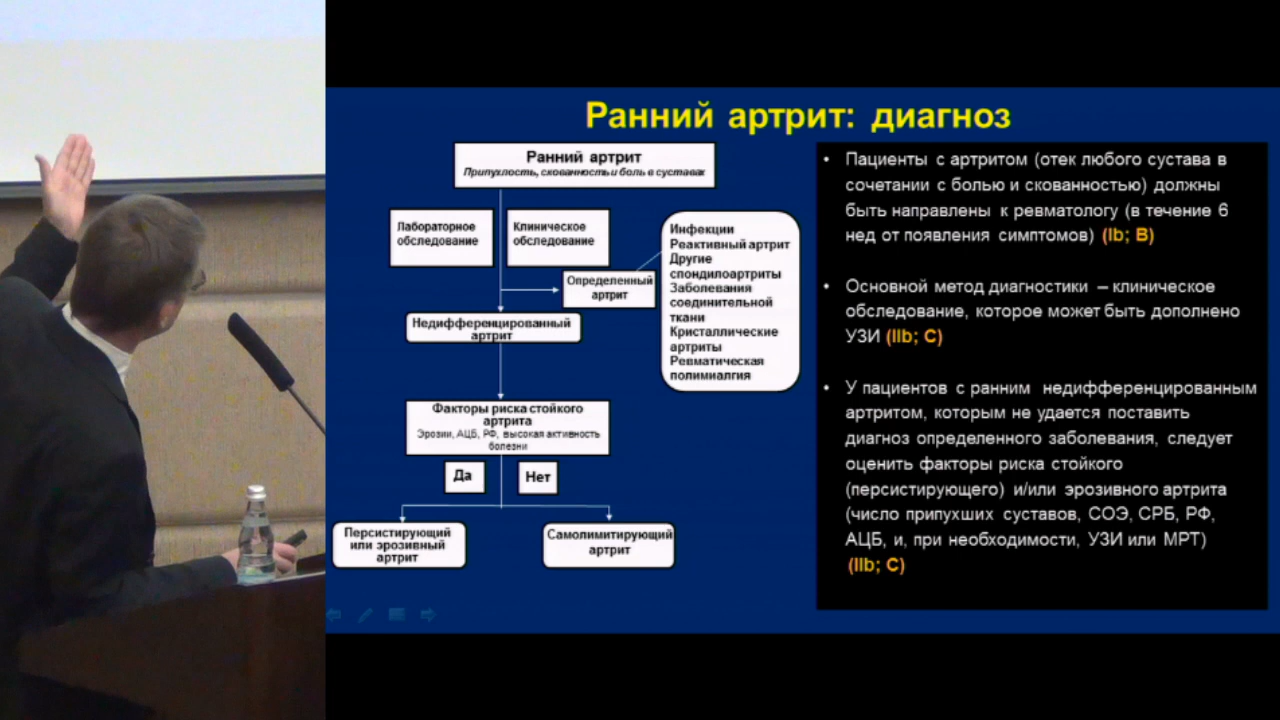 Ранний артрит: диагноз
Ранний артрит
Припухлость, скованность и боль в суставах
Лабораторное
обследование
Клиническое
обследование
Определенный
артрит
Инфекции
Реактивный артрит
Другие
спондилоартриты
Заболевания
соединительной
ткани
Кристаллические
артриты
Ревматическая
полимиалгия
Недифференцированный
артрит
Факторы риска стойкого
артрита
Эрозии, АЦБ, РФ, высокая активность
болезни
Да
Нет
Персистирующий
или эрозивный
артрит
Самолимитирующий
артрит
• Пациенты с артритом (отек любого сустава в
сочетании с болью и скованностью) должны
быть направлены к ревматологу (в течение 6
нед от появления симптомов) (Ib; B)
• Основной метод диагностики – клиническое
обследование, которое может быть дополнено
УЗИ (IIb; C)
• У пациентов с ранним недифференцированным
артритом, которым не удается поставить
диагноз определенного заболевания, следует
оценить факторы риска стойкого
(персистирующего) и/или эрозивного артрита
(число припухших суставов, СОЭ, СРБ, РФ,
АЦБ, и, при необходимости, УЗИ или МРТ)
(IIb; C)